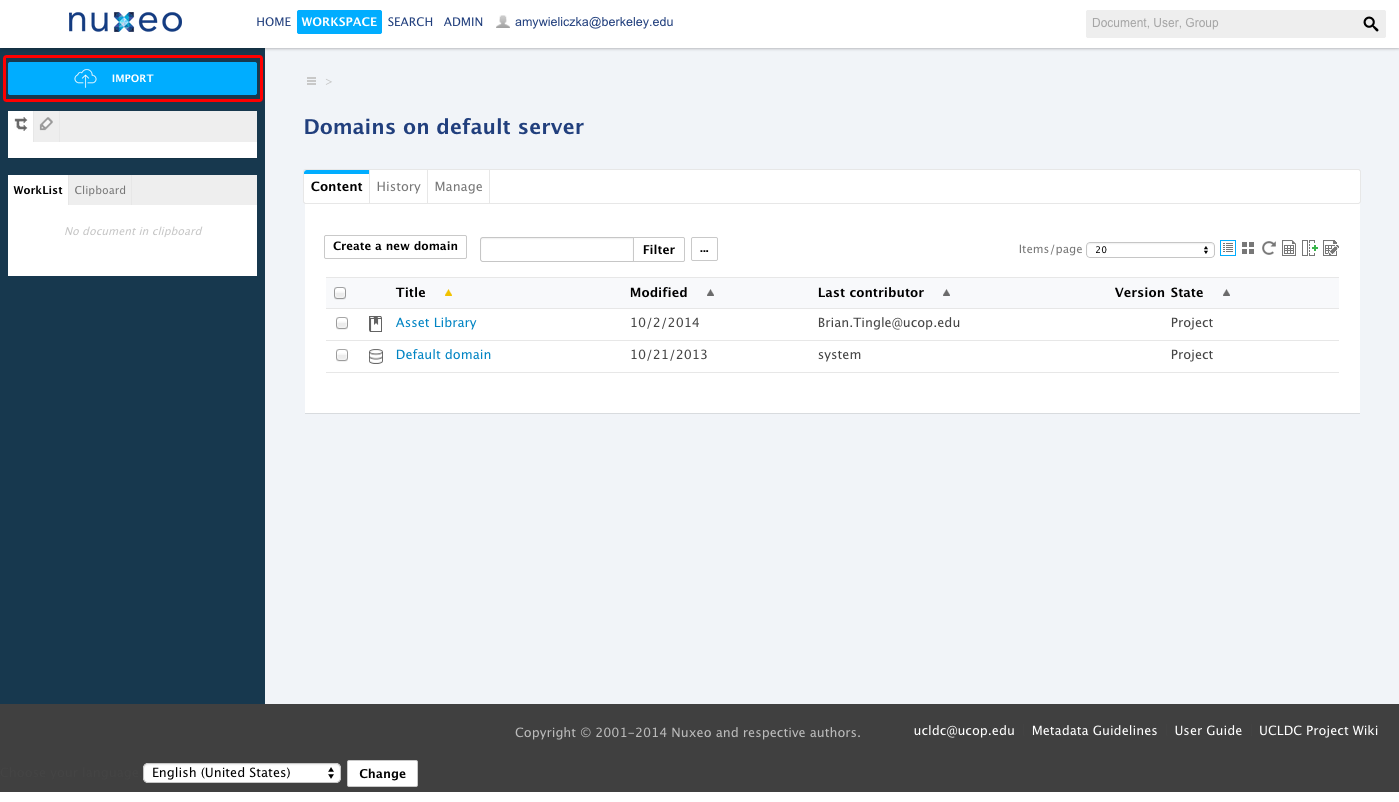 nuxeo
HOME WORKSPACE SEARCH ADMIN amywieliczka@berkeley.edu
Document, User, Group
IMPORT
>
Domains on default server
Content History Manage
WorkList Clipboard
No document in clipboard
Create a new domain Filter ... Items/page 20
Title Modified Last contributor Version State
Asset Library 10/2/2014 Brian.Tingle@ucop.edu Project
Default domain 10/21/2013 system Project
Copyright © 2001-2014 Nuxeo and respective authors. ucldc@ucop.edu Metadata Guidelines User Guide UCLDC Project Wiki
English (United States) Change